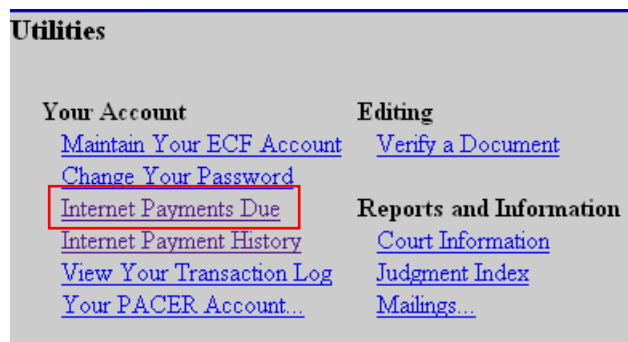 Utilities
Your Account
Maintain Your ECF Account
Change Your Password
Internet Payments Due
Internet Payment History
View Your Transaction Log
Your PACER Account...
Editing
Verify a Document
Reports and Information
Court Information
Judgment Index
Mailings...